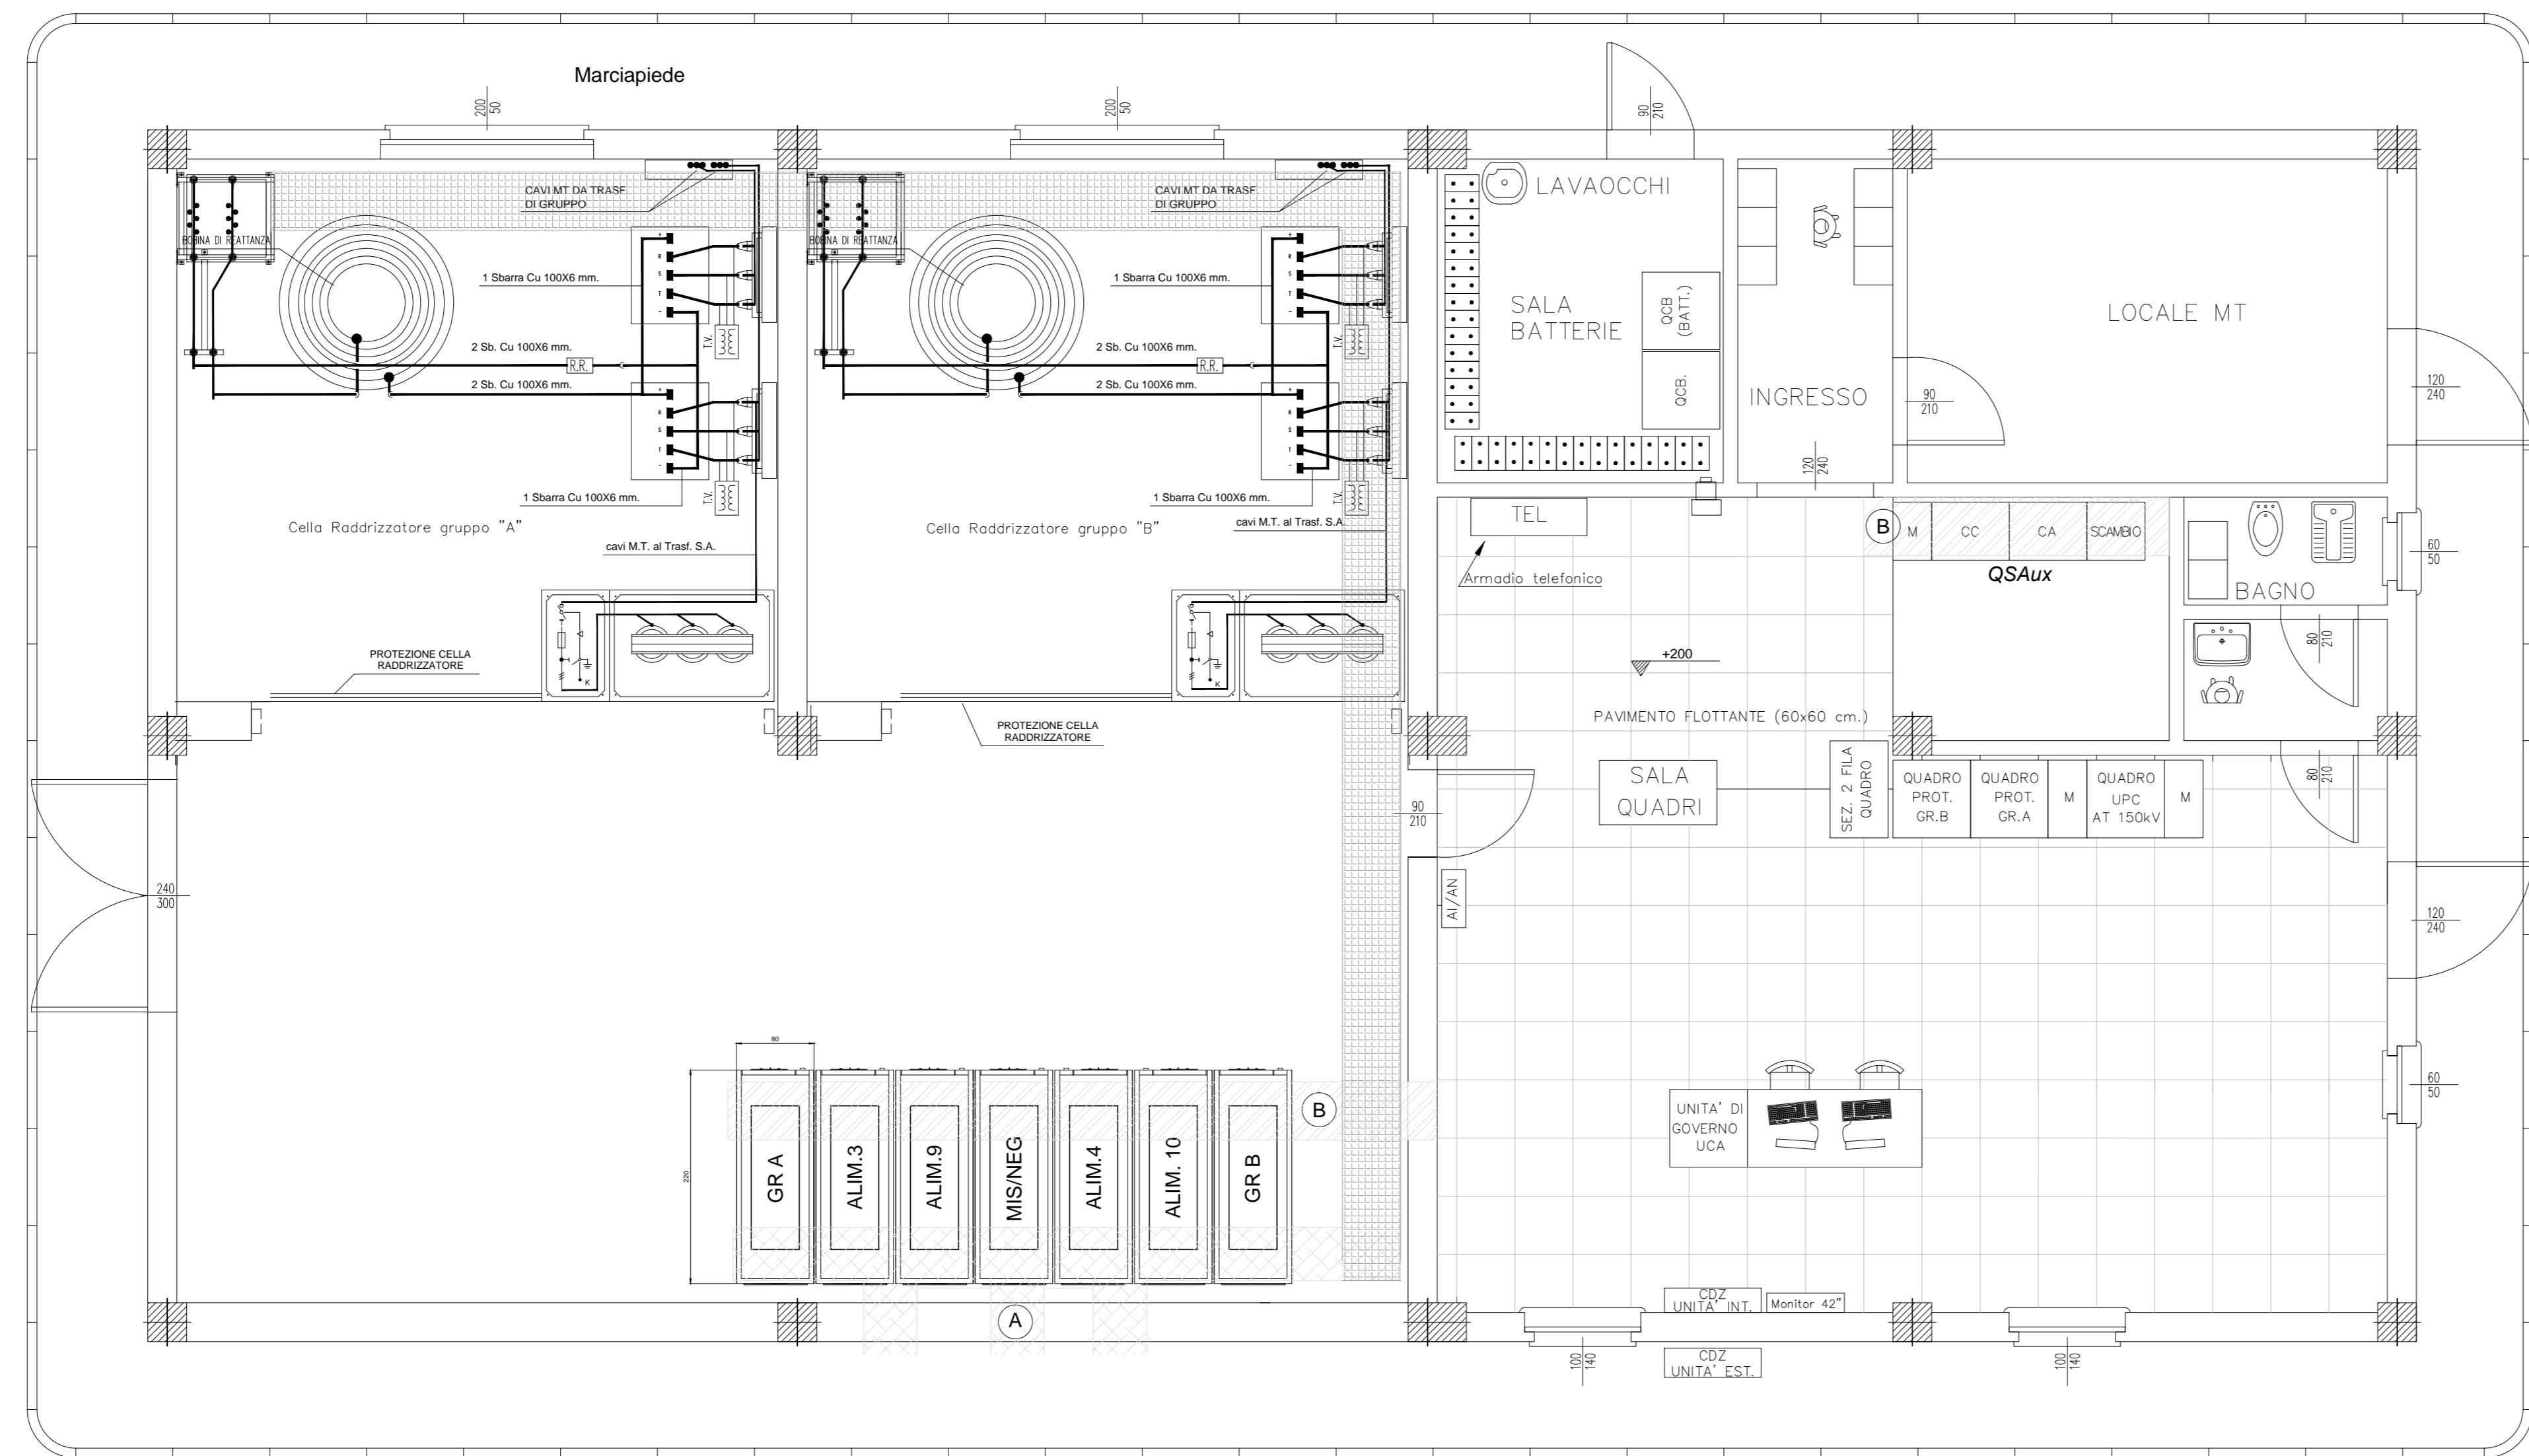 Marciapiede
200
50
200
50
90
210
CAVI MT DA TRASF.
DI GRUPPO
CAVI MT DA TRASF.
DI GRUPPO
LAVAOCCHI
BOBINA DI REATTANZA
BOBINA DI REATTANZA
+
R
S
T
-
+
R
S
T
-
1 Sbarra Cu 100X6 mm.
1 Sbarra Cu 100X6 mm.
SALA
BATTERIE
QCB
(BATT.)
QCB.
LOCALE MT
T.V.
T.V.
2 Sb. Cu 100X6 mm.
R.R.
2 Sb. Cu 100X6 mm.
R.R.
2 Sb. Cu 100X6 mm.
2 Sb. Cu 100X6 mm.
INGRESSO
90
210
120
240
+
R
S
T
-
+
R
S
T
-
120
240
1 Sbarra Cu 100X6 mm.
T.V.
1 Sbarra Cu 100X6 mm.
T.V.
Cella Raddrizzatore gruppo "A"
Cella Raddrizzatore gruppo "B"
cavi M.T. al Trasf. S.A.
cavi M.T. al Trasf. S.A.
TEL
Armadio telefonico
B
M
CC
CA
SCAMBIO
QSAux
BAGNO
60
50
K
K
PROTEZIONE CELLA
RADDRIZZATORE
PROTEZIONE CELLA
RADDRIZZATORE
+200
80
210
PAVIMENTO FLOTTANTE (60x60 cm.)
SALA
QUADRI
SEZ. 2 FILA
QUADRO
QUADRO
PROT.
GR.B
QUADRO
PROT.
GR.A
M
QUADRO
UPC
AT 150kV
M
80
210
90
210
240
300
AI/AN
120
240
80
220
GR A
ALIM.3
ALIM.9
MIS/NEG
ALIM.4
ALIM. 10
GR B
B
UNITA' DI
GOVERNO
UCA
60
50
A
CDZ
UNITA' INT.
Monitor 42"
100
140
CDZ
UNITA' EST.
100
140